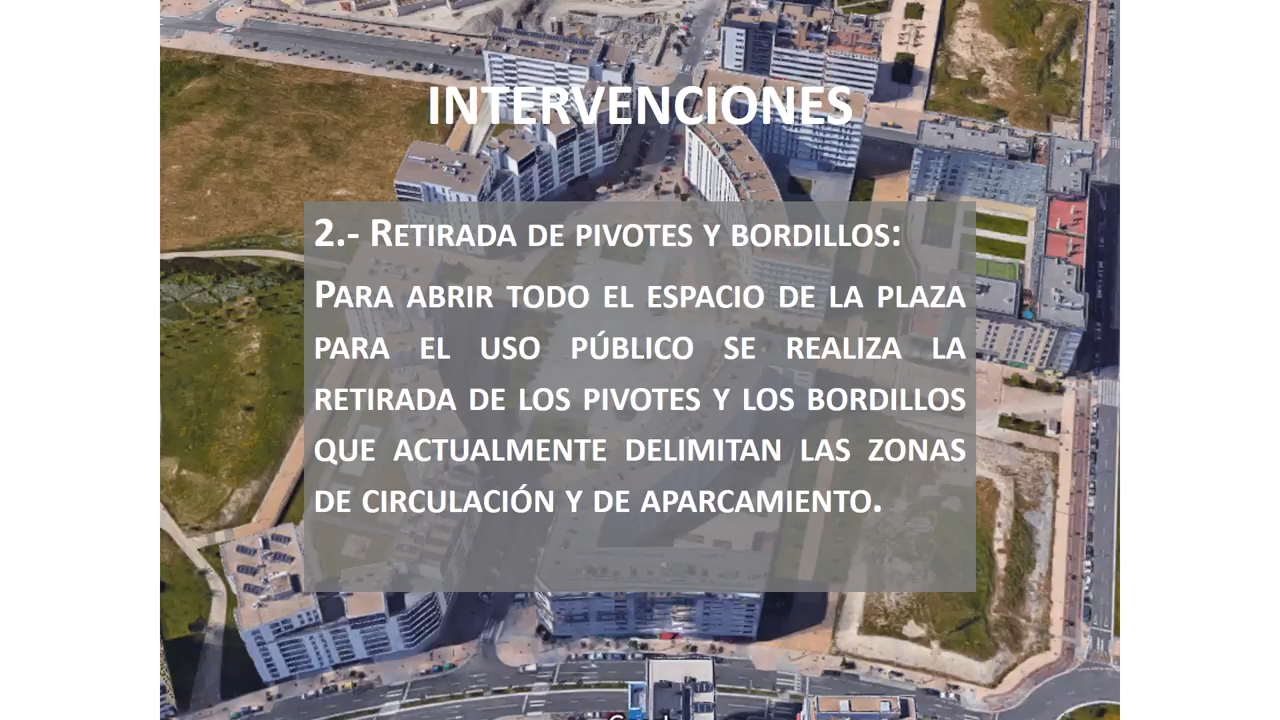 INTERVENCIONES
2.- RETIRADA DE PIVOTES Y BORDILLOS:
PARA ABRIR TODO EL ESPACIO DE LA PLAZA
PARA EL USO PÚBLICO SE REALIZA LA
RETIRADA DE LOS PIVOTES Y LOS BORDILLOS
QUE ACTUALMENTE DELIMITAN LAS ZONAS
DE CIRCULACIÓN Y DE APARCAMIENTO.